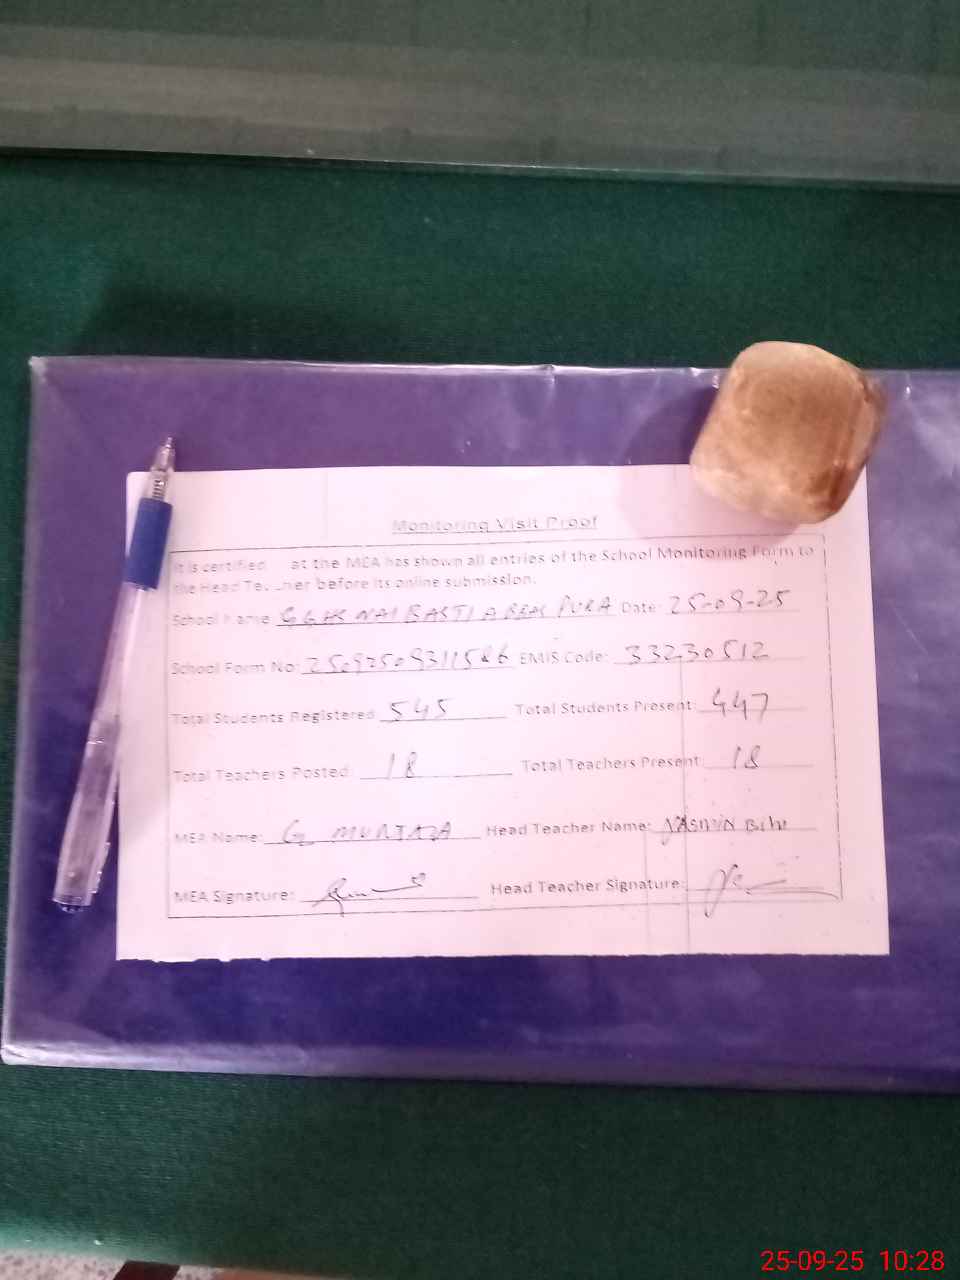 Monitoring Visit Proof
It is certified at the MEA has shown all entries of the School Monitoring Form to
the Head Te her before its online submission.
School Name GGHS NAI BASTI ABBAS PURA Date: 25-09-25
School Form No: EMIS Code: 33230512
Total Students Registered 545 Total Students Present: 447
Total Teachers Posted: 18 Total Teachers Present: 18
MEA Name: G MURTAZA Head Teacher Name: YASMIN Bibi
MEA Signature: Head Teacher Signature:
25-09-25 10:28